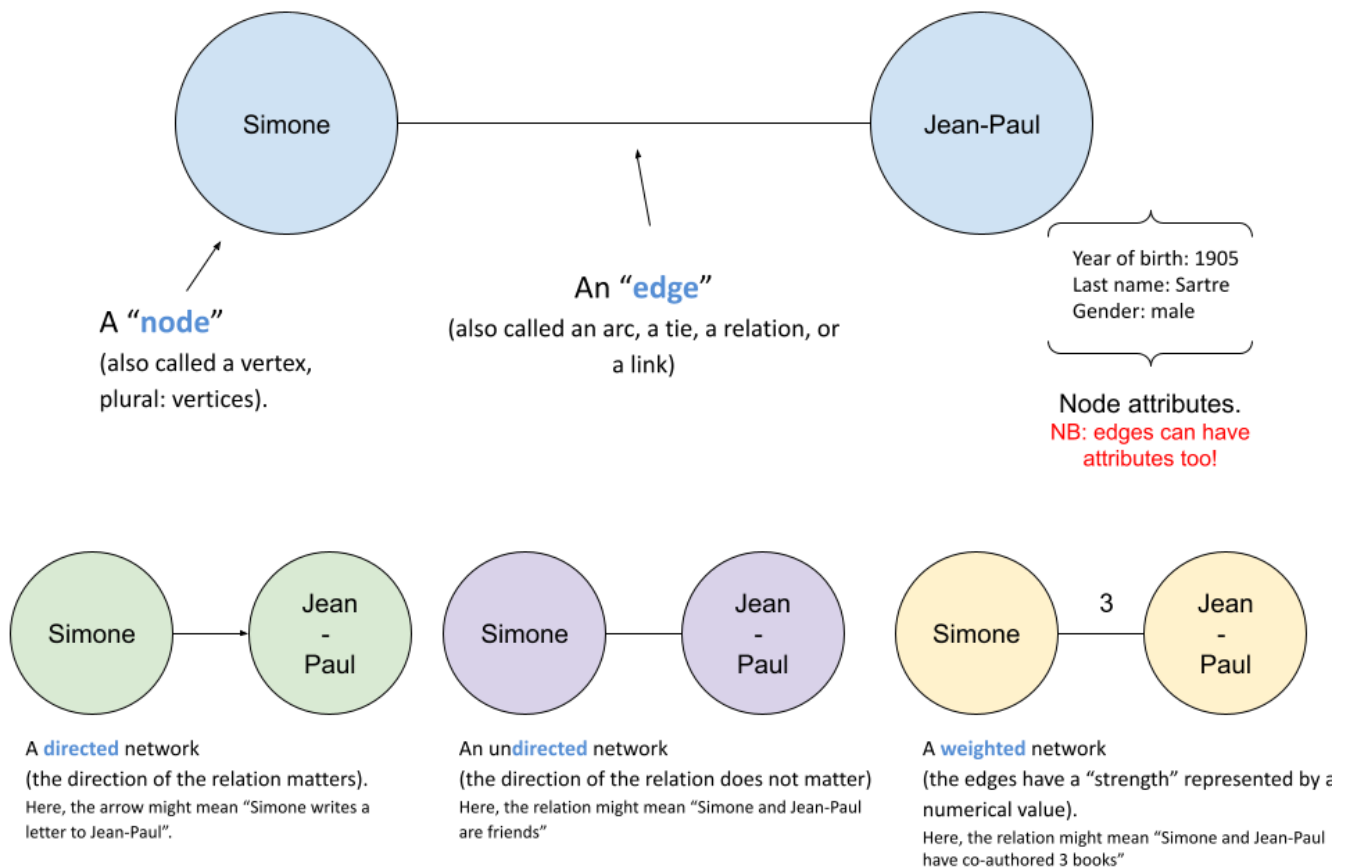 Simone
Jean-Paul
A “node”
(also called a vertex,
plural: vertices).
An “edge”
(also called an arc, a tie, a relation, or
a link)
Year of birth: 1905
Last name: Sartre
Gender: male
Node attributes.
NB: edges can have
attributes too!
Simone
Jean
-
Paul
A directed network
(the direction of the relation matters).
Here, the arrow might mean “Simone writes a
letter to Jean-Paul”.
Simone
Jean
-
Paul
An undirected network
(the direction of the relation does not matter)
Here, the relation might mean “Simone and Jean-Paul
are friends”
Simone
3
Jean
-
Paul
A weighted network
(the edges have a “strength” represented by a
numerical value).
Here, the relation might mean “Simone and Jean-Paul
have co-authored 3 books”